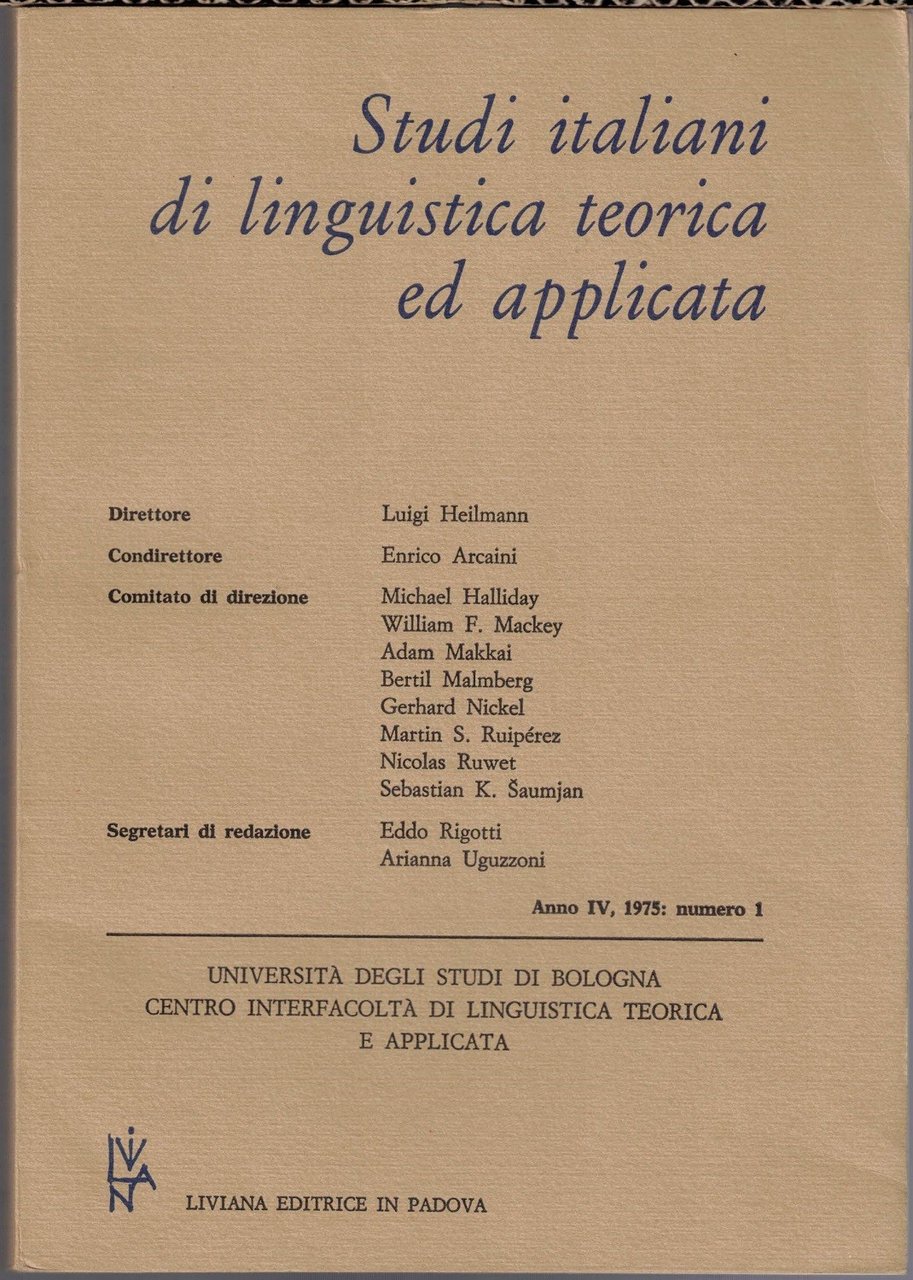 Studi italiani
di linguistica teorica
ed applicata
Direttore Luigi Heilmann
Condirettore Enrico Arcaini
Comitato di direzione Michael Halliday
William F. Mackey
Adam Makkai
Bertil Malmberg
Gerhard Nickel
Martin S. Ruipérez
Nicolas Ruwet
Sebastian K. Šaumjan
Segretari di redazione Eddo Rigotti
Arianna Uguzzoni
Anno IV, 1975: numero 1
UNIVERSITÀ DEGLI STUDI DI BOLOGNA
CENTRO INTERFACOLTÀ DI LINGUISTICA TEORICA
E APPLICATA
LIVIANA
LIVIANA EDITRICE IN PADOVA